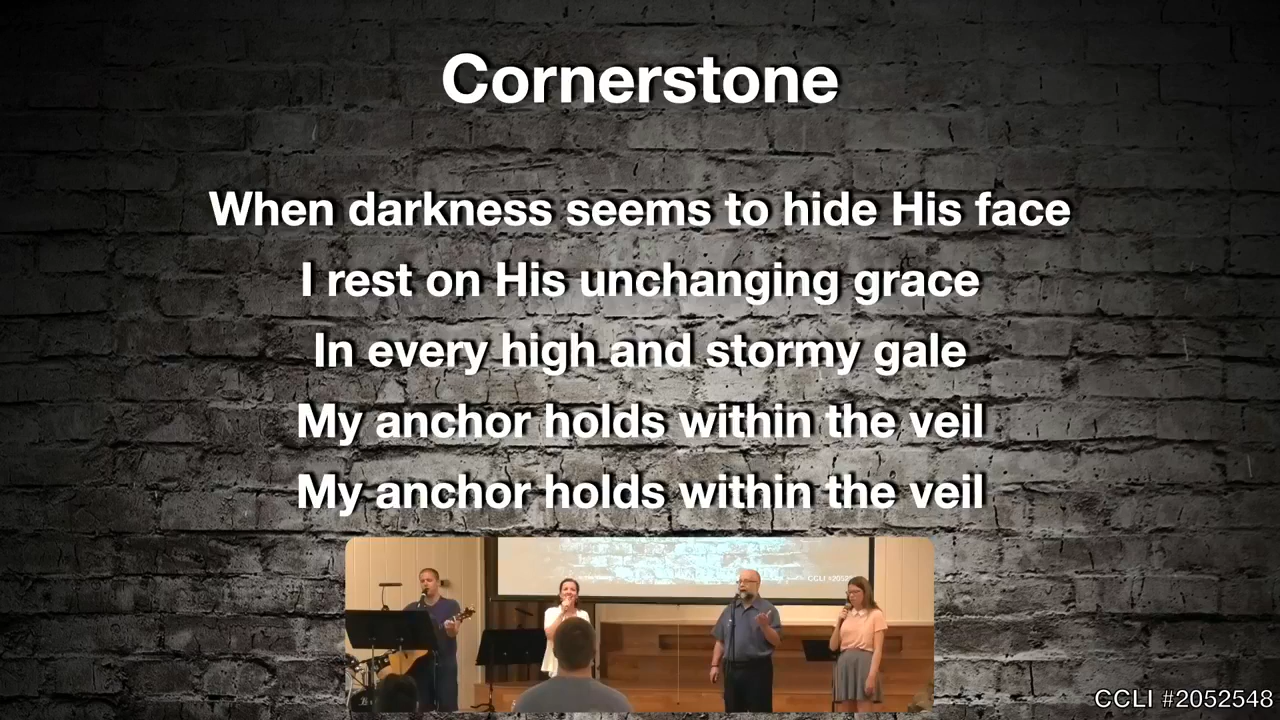 Cornerstone
When darkness seems to hide His face
I rest on His unchanging grace
In every high and stormy gale
My anchor holds within the veil
My anchor holds within the veil
CCLI #2052548